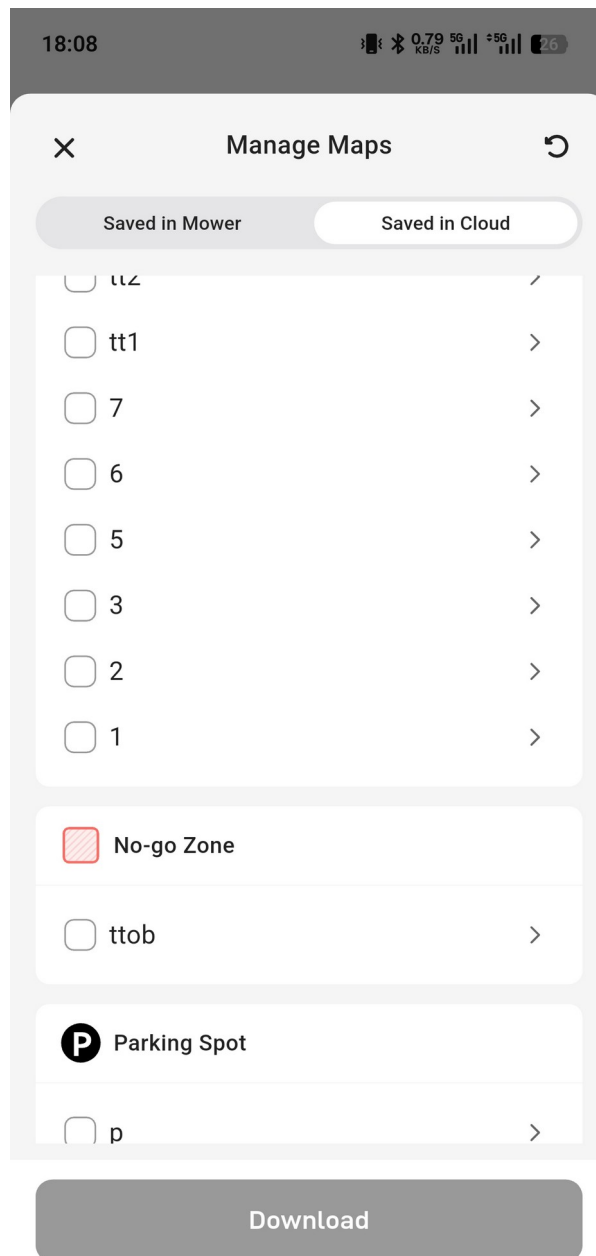 18:08 0.79 KB/S 5G 5G 26
Manage Maps
Saved in Mower Saved in Cloud
tt2
tt1
7
6
5
3
2
1
No-go Zone
ttob
P Parking Spot
p
Download